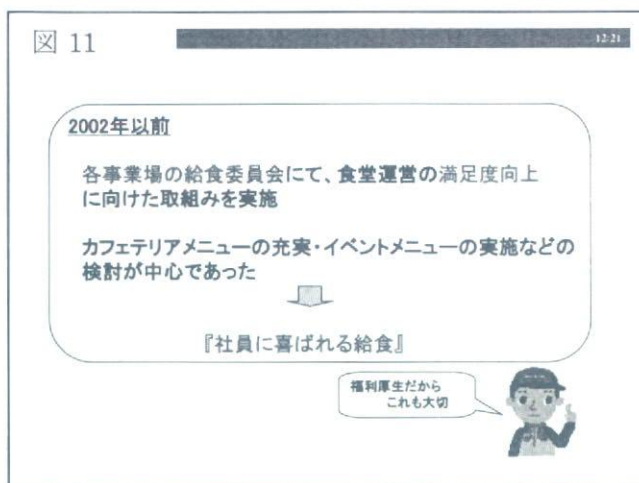 図 11
12:21
2002年以前
各事業場の給食委員会にて、食堂運営の満足度向上
に向けた取組みを実施
カフェテリアメニューの充実・イベントメニューの実施などの
検討が中心であった
『社員に喜ばれる給食』
福利厚生だから
これも大切